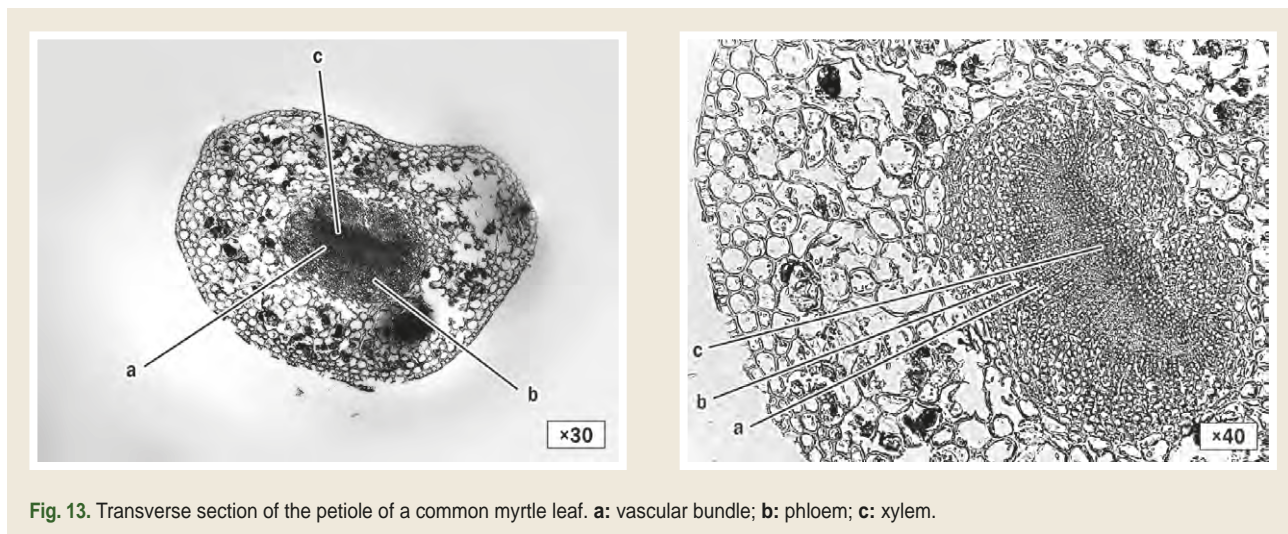 c
a
b
×30
c
b
a
×40
Fig. 13. Transverse section of the petiole of a common myrtle leaf. a: vascular bundle; b: phloem; c: xylem.